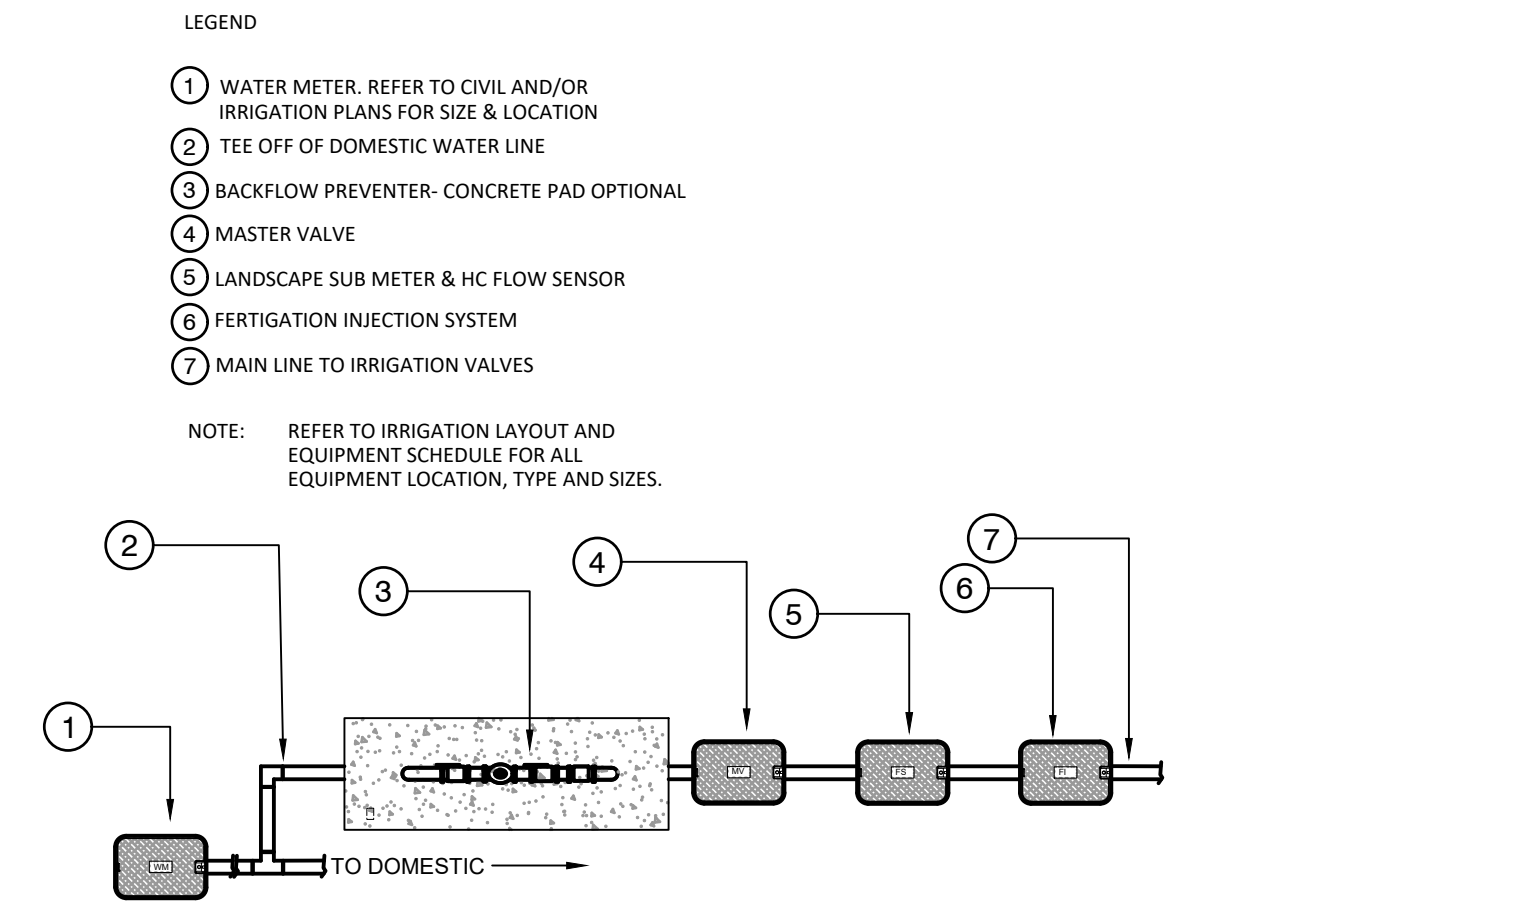 LEGEND
1 WATER METER. REFER TO CIVIL AND/OR
IRRIGATION PLANS FOR SIZE & LOCATION
2 TEE OFF OF DOMESTIC WATER LINE
3 BACKFLOW PREVENTER- CONCRETE PAD OPTIONAL
4 MASTER VALVE
5 LANDSCAPE SUB METER & HC FLOW SENSOR
6 FERTIGATION INJECTION SYSTEM
7 MAIN LINE TO IRRIGATION VALVES
NOTE: REFER TO IRRIGATION LAYOUT AND
EQUIPMENT SCHEDULE FOR ALL
EQUIPMENT LOCATION, TYPE AND SIZES.
2
3
4
5
7
6
1
MV
FS
FI
WM
TO DOMESTIC